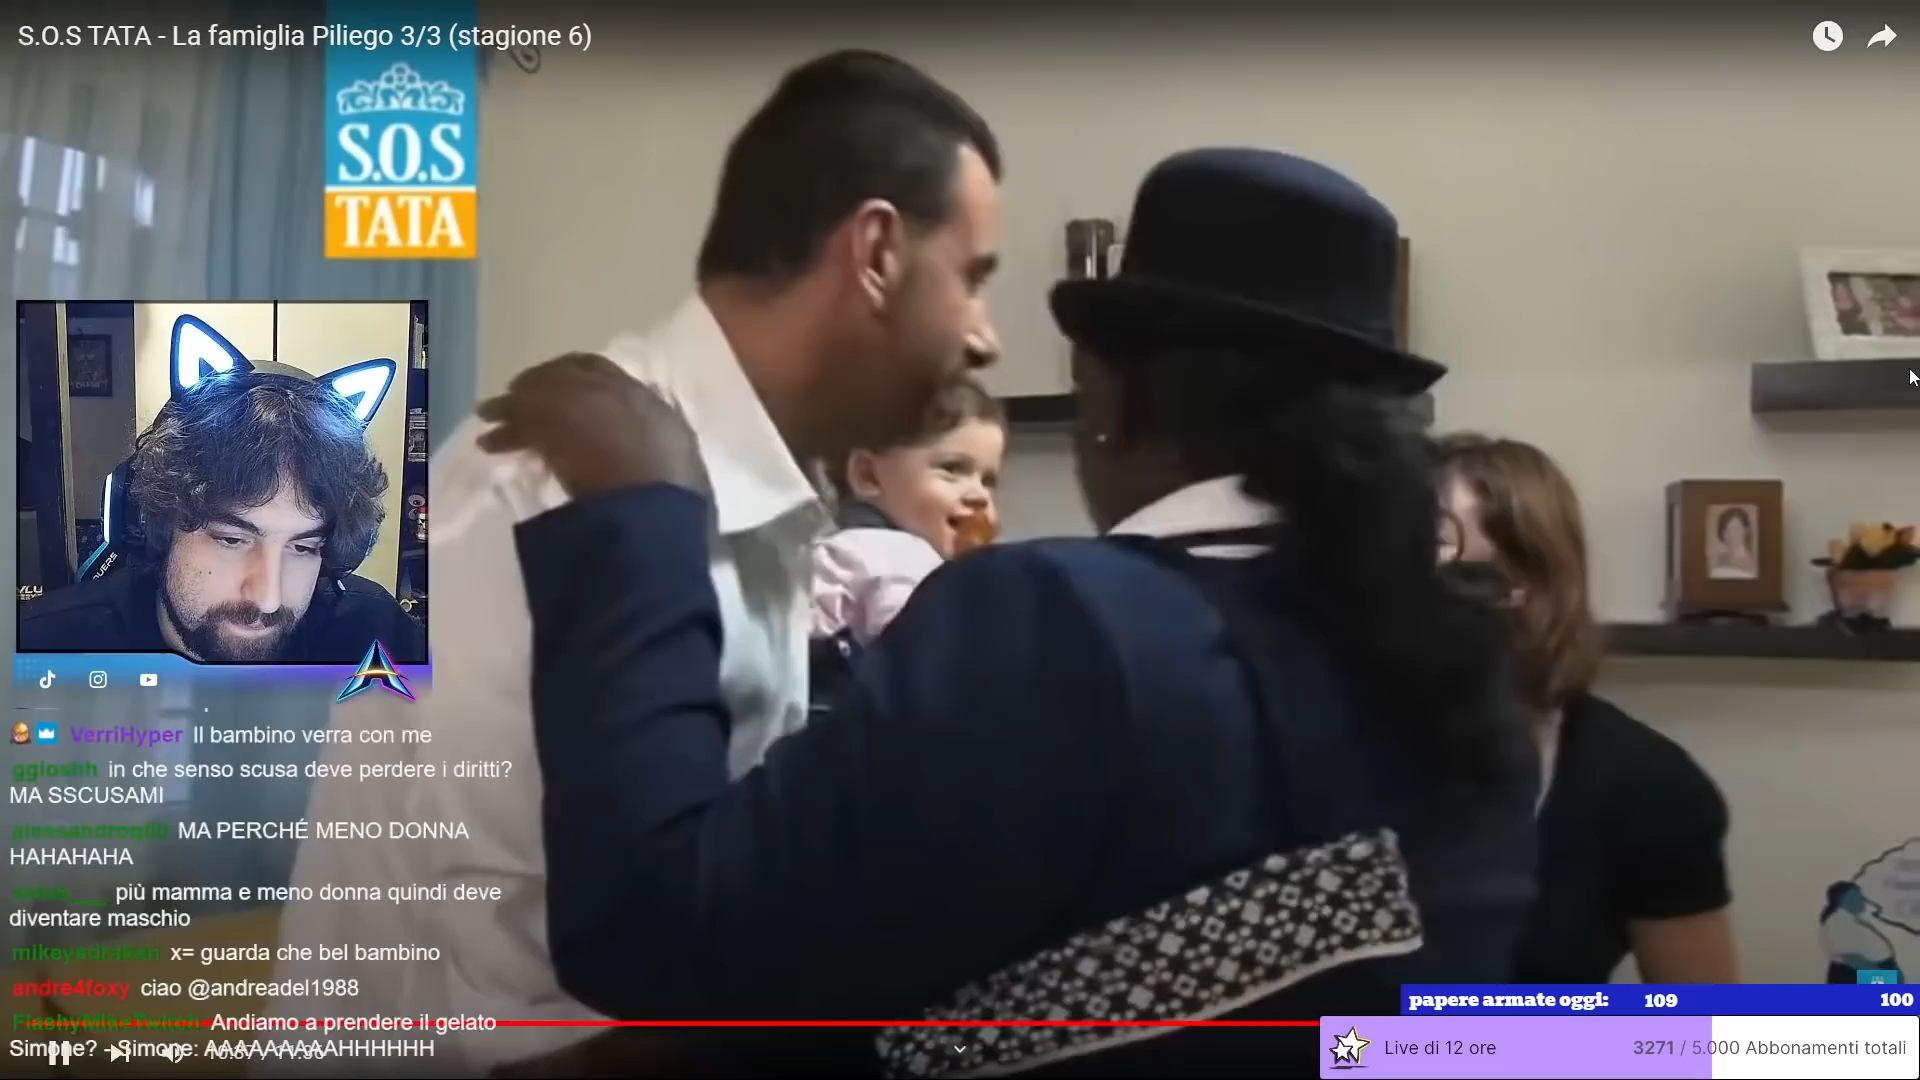 S.O.S TATA - La famiglia Piliego 3/3 (stagione 6)
S.O.S
TATA
VerriHyper Il bambino verra con me
ggioshh in che senso scusa deve perdere i diritti?
MA SSCUSAMI
MA PERCHÉ MENO DONNA
HAHAHAHA
più mamma e meno donna quindi deve
diventare maschio
x= guarda che bel bambino
andre4foxy ciao @andreadel1988
FlashyMikeTwitch Andiamo a prendere il gelato
Simone? - Simone: AAAAAAAAAHHHHHH
papere armate oggi: 109 100
Live di 12 ore 3271 / 5.000 Abbonamenti totali